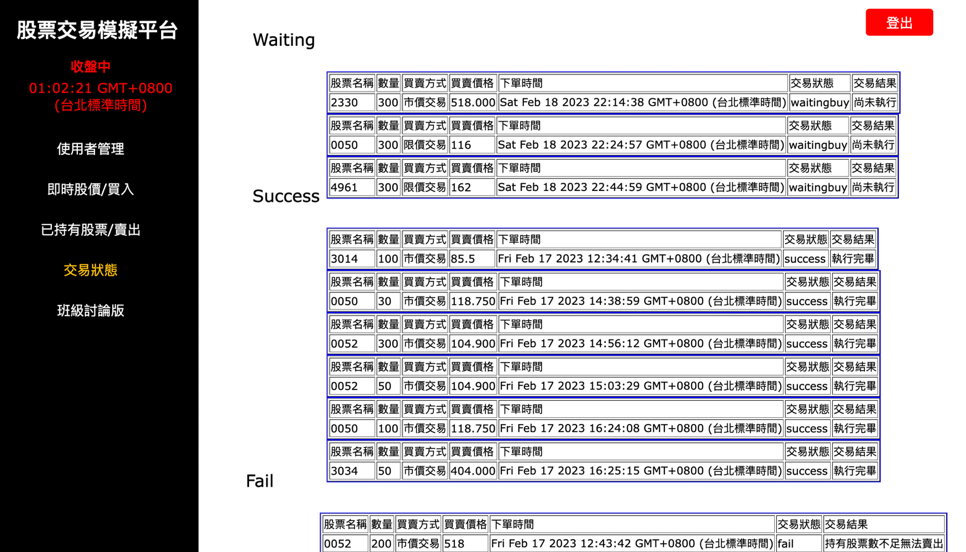 股票交易模擬平台
收盤中
01:02:21 GMT+0800
(台北標準時間)
使用者管理
即時股價/買入
已持有股票/賣出
交易狀態
班級討論版
登出
Waiting
股票名稱 數量 買賣方式 買賣價格 下單時間 交易狀態 交易結果
2330 300 市價交易 518.000 Sat Feb 18 2023 22:14:38 GMT+0800 (台北標準時間) waitingbuy 尚未執行
股票名稱 數量 買賣方式 買賣價格 下單時間 交易狀態 交易結果
0050 300 限價交易 116 Sat Feb 18 2023 22:24:57 GMT+0800 (台北標準時間) waitingbuy 尚未執行
股票名稱 數量 買賣方式 買賣價格 下單時間 交易狀態 交易結果
4961 300 限價交易 162 Sat Feb 18 2023 22:44:59 GMT+0800 (台北標準時間) waitingbuy 尚未執行
Success
股票名稱 數量 買賣方式 買賣價格 下單時間 交易狀態 交易結果
3014 100 市價交易 85.5 Fri Feb 17 2023 12:34:41 GMT+0800 (台北標準時間) success 執行完畢
股票名稱 數量 買賣方式 買賣價格 下單時間 交易狀態 交易結果
0050 30 市價交易 118.750 Fri Feb 17 2023 14:38:59 GMT+0800 (台北標準時間) success 執行完畢
股票名稱 數量 買賣方式 買賣價格 下單時間 交易狀態 交易結果
0052 300 市價交易 104.900 Fri Feb 17 2023 14:56:12 GMT+0800 (台北標準時間) success 執行完畢
股票名稱 數量 買賣方式 買賣價格 下單時間 交易狀態 交易結果
0052 50 市價交易 104.900 Fri Feb 17 2023 15:03:29 GMT+0800 (台北標準時間) success 執行完畢
股票名稱 數量 買賣方式 買賣價格 下單時間 交易狀態 交易結果
0050 100 市價交易 118.750 Fri Feb 17 2023 16:24:08 GMT+0800 (台北標準時間) success 執行完畢
股票名稱 數量 買賣方式 買賣價格 下單時間 交易狀態 交易結果
3034 50 市價交易 404.000 Fri Feb 17 2023 16:25:15 GMT+0800 (台北標準時間) success 執行完畢
Fail
股票名稱 數量 買賣方式 買賣價格 下單時間 交易狀態 交易結果
0052 200 市價交易 518 Fri Feb 17 2023 12:43:42 GMT+0800 (台北標準時間) fail 持有股票數不足無法賣出